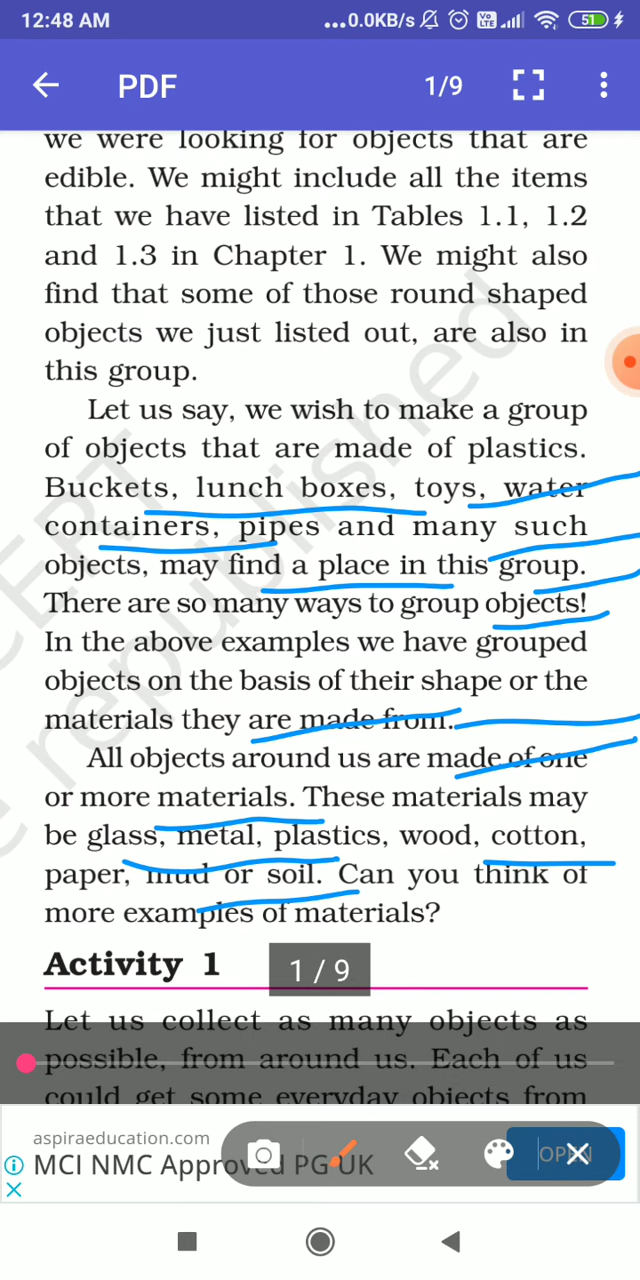 12:48 AM
...0.0KB/s
Vo
LTE
51
PDF
1/9
we were looking for objects that are
edible. We might include all the items
that we have listed in Tables 1.1, 1.2
and 1.3 in Chapter 1. We might also
find that some of those round shaped
objects we just listed out, are also in
this group.
Let us say, we wish to make a group
of objects that are made of plastics.
Buckets, lunch boxes, toys, water
containers, pipes and many such
objects, may find a place in this group.
There are so many ways to group objects!
In the above examples we have grouped
objects on the basis of their shape or the
materials they are made from.
All objects around us are made of one
or more materials. These materials may
be glass, metal, plastics, wood, cotton,
paper, mud or soil. Can you think of
more examples of materials?
Activity 1
1 / 9
Let us collect as many objects as
possible, from around us. Each of us
could get some everyday objects from
aspiraeducation.com
MCI NMC Approved PG UK
OPEN
republished